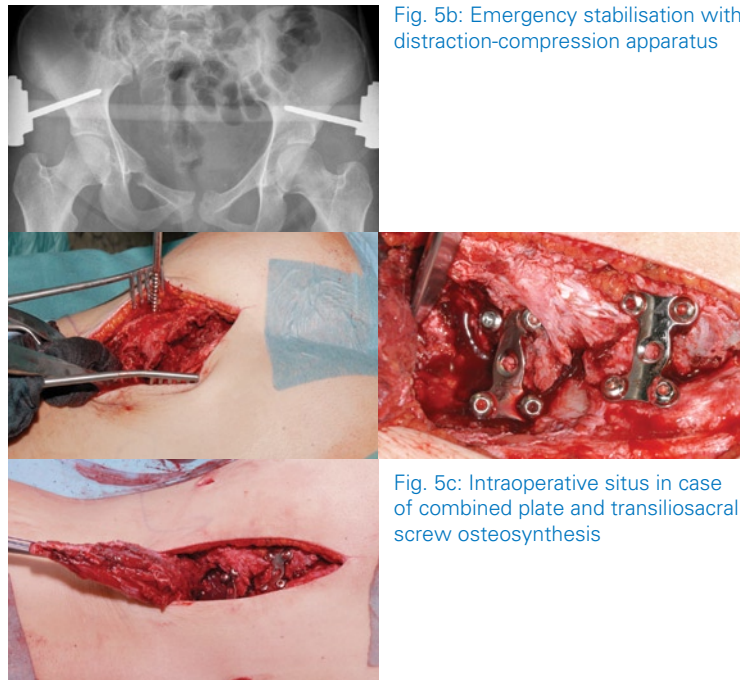 Fig. 5b: Emergency stabilisation with
distraction-compression apparatus
Fig. 5c: Intraoperative situs in case
of combined plate and transiliosacral
screw osteosynthesis